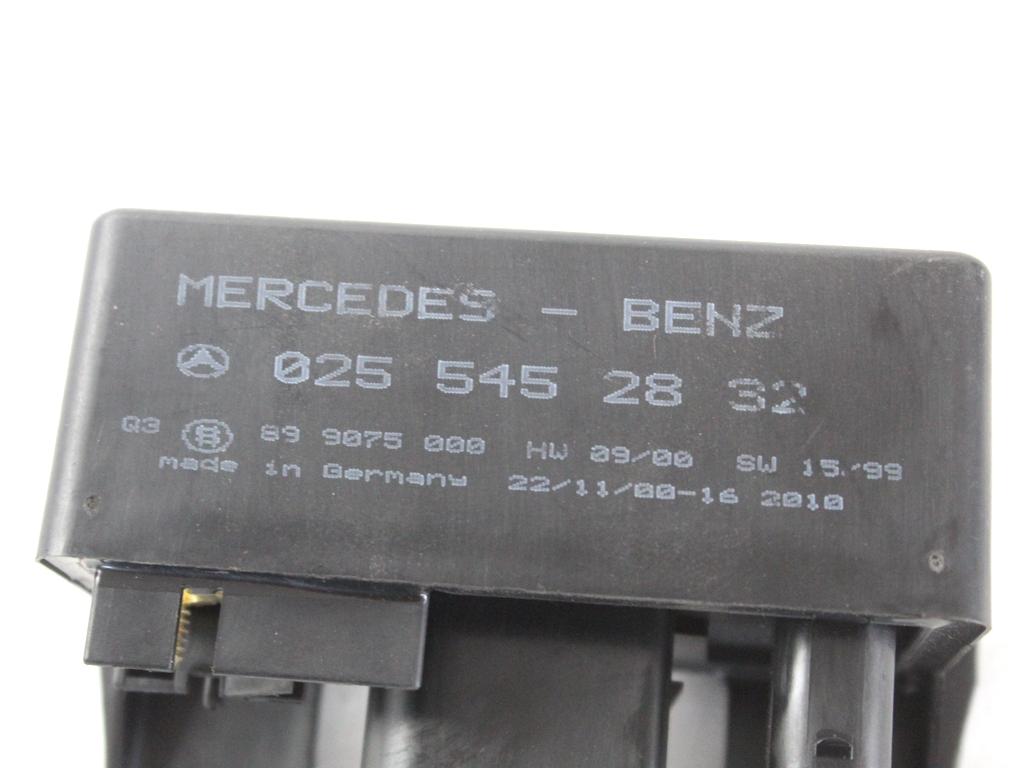 MERCEDES - BENZ
025 545 28 32
Q3 89 9075 000 HW 09/00 SW 15/99
made in Germany 22/11/00-16 2010